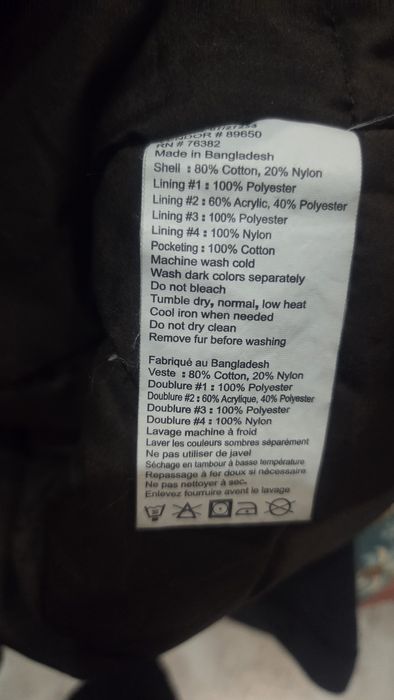 # 89650
RN # 76382
Made in Bangladesh
Shell : 80% Cotton, 20% Nylon
Lining #1 : 100% Polyester
Lining #2 : 60% Acrylic, 40% Polyester
Lining #3 : 100% Polyester
Lining #4 : 100% Nylon
Pocketing : 100% Cotton
Machine wash cold
Wash dark colors separately
Do not bleach
Tumble dry, normal, low heat
Cool iron when needed
Do not dry clean
Remove fur before washing
Fabriqué au Bangladesh
Veste : 80% Cotton, 20% Nylon
Doublure #1 : 100% Polyester
Doublure #2 : 60% Acrylique, 40% Polyester
Doublure #3 : 100% Polyester
Doublure #4 : 100% Nylon
Lavage machine à froid
Laver les couleurs sombres séparément
Ne pas utiliser de javel
Séchage en tambour à basse température
Repassage à fer doux si nécessaire
Ne pas nettoyer à sec.
Enlevez fourruire avent le lavage